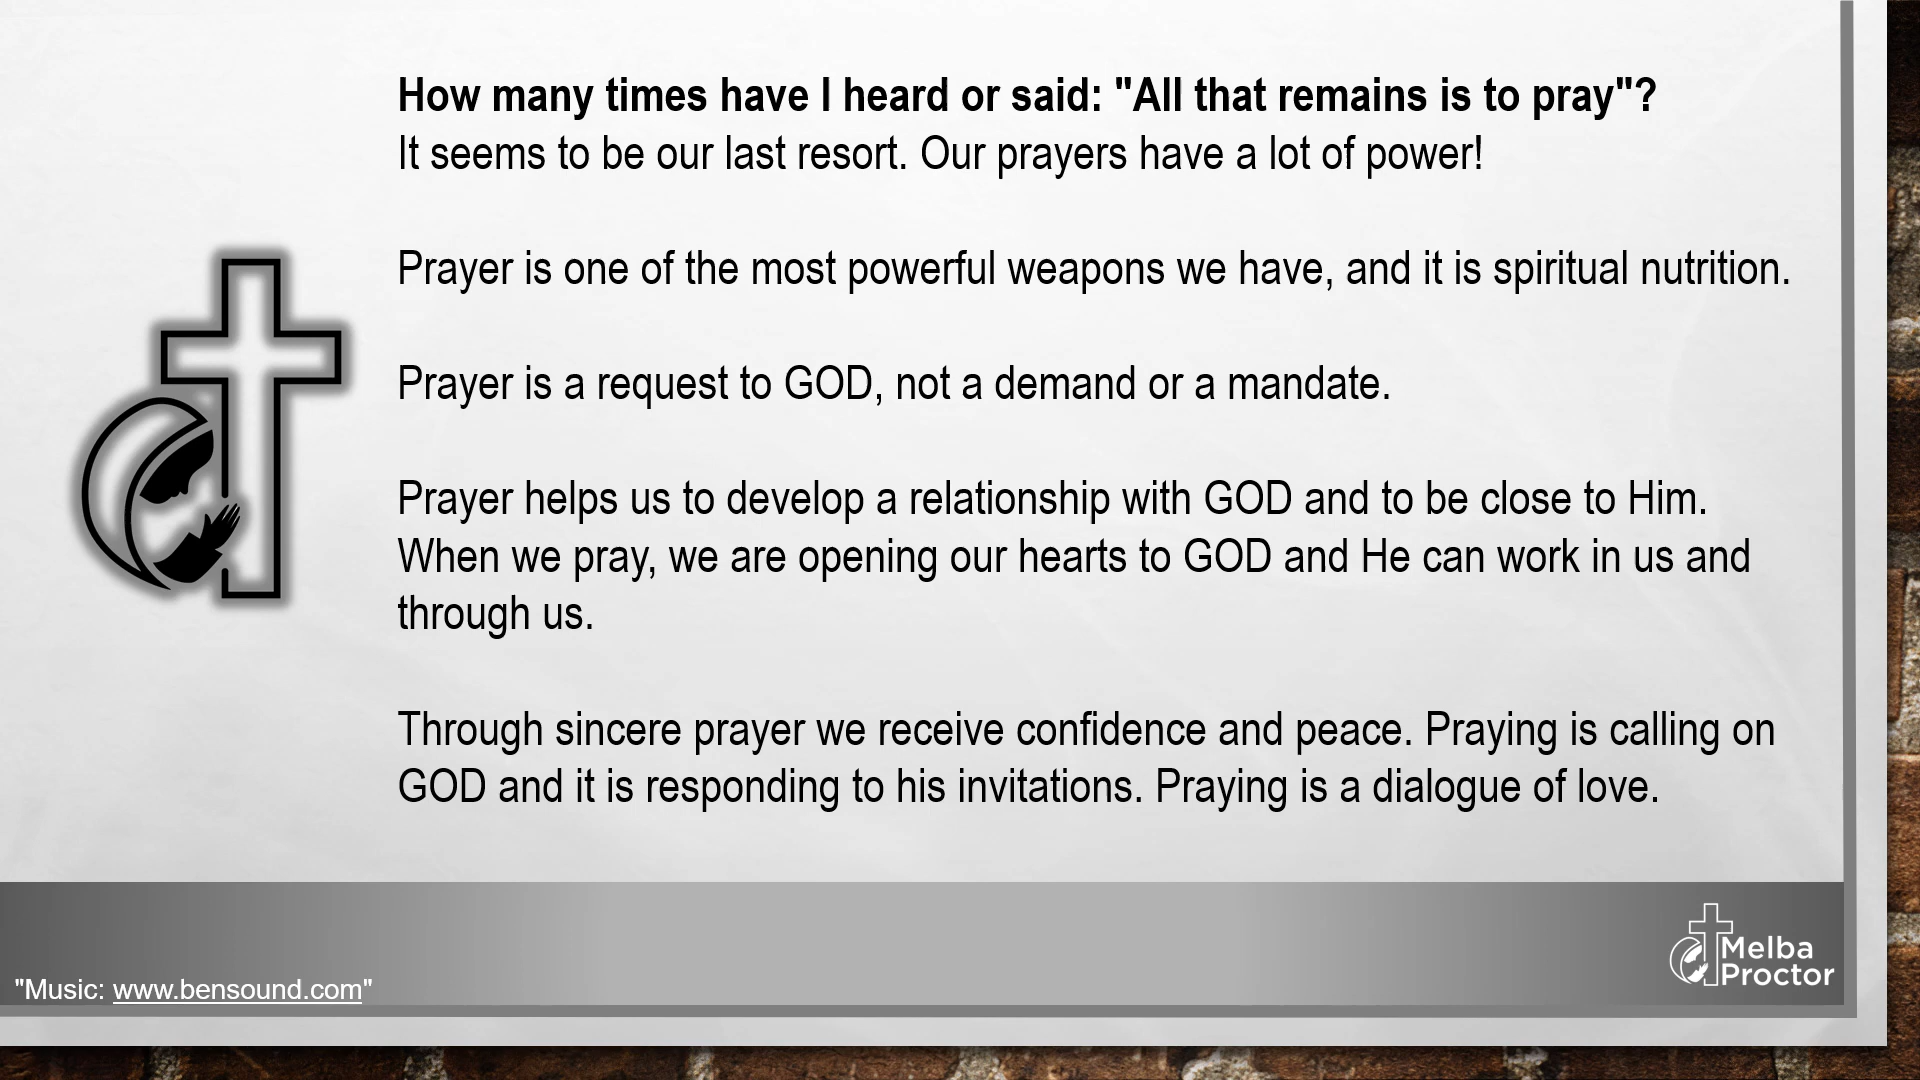 How many times have I heard or said: "All that remains is to pray"?
It seems to be our last resort. Our prayers have a lot of power!
Prayer is one of the most powerful weapons we have, and it is spiritual nutrition.
Prayer is a request to GOD, not a demand or a mandate.
Prayer helps us to develop a relationship with GOD and to be close to Him.
When we pray, we are opening our hearts to GOD and He can work in us and
through us.
Through sincere prayer we receive confidence and peace. Praying is calling on
GOD and it is responding to his invitations. Praying is a dialogue of love.
Melba
Proctor
"Music: www.bensound.com"